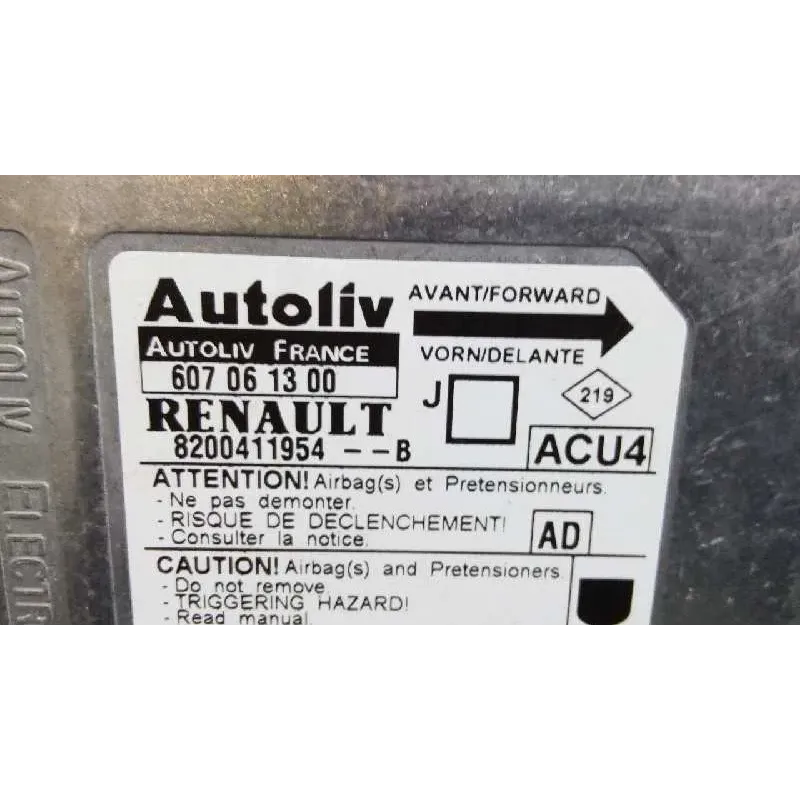 Autoliv
AVANT/FORWARD
AUTOLIV FRANCE
VORN/DELANTE
607 06 13 00
J
219
RENAULT
8200411954 - - B
ACU4
ATTENTION! Airbag(s) et Pretensionneurs.
- Ne pas demonter.
- RISQUE DE DECLENCHEMENT!
- Consulter la notice.
AD
CAUTION! Airbag(s) and Pretensioners.
- Do not remove.
- TRIGGERING HAZARD!
- Read manual.
AUTOLIV ELECTR